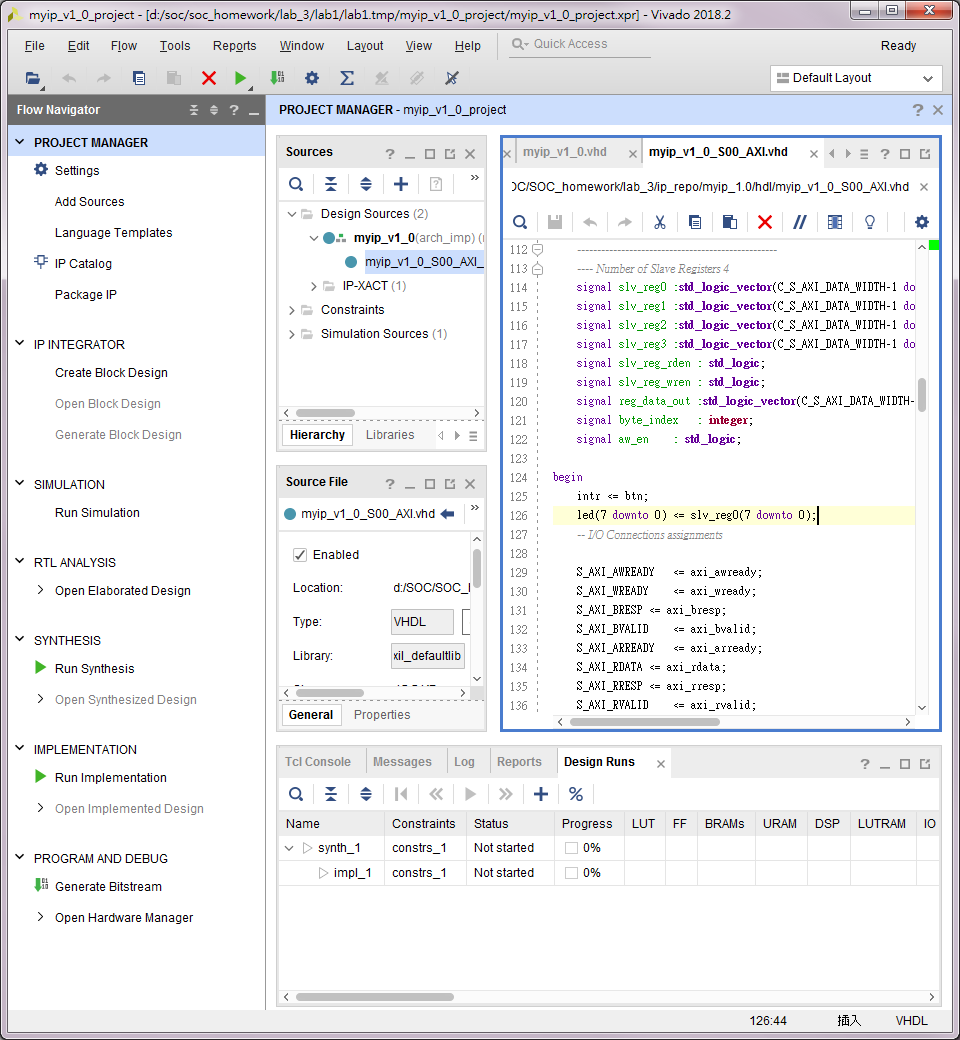 myip_v1_0_project - [d:/soc/soc_homework/lab_3/lab1/lab1.tmp/myip_v1_0_project/myip_v1_0_project.xpr] - Vivado 2018.2
File Edit Flow Tools Reports Window Layout View Help Quick Access Ready
Default Layout
Flow Navigator
PROJECT MANAGER
Settings
Add Sources
Language Templates
IP Catalog
Package IP
IP INTEGRATOR
Create Block Design
Open Block Design
Generate Block Design
SIMULATION
Run Simulation
RTL ANALYSIS
Open Elaborated Design
SYNTHESIS
Run Synthesis
Open Synthesized Design
IMPLEMENTATION
Run Implementation
Open Implemented Design
PROGRAM AND DEBUG
Generate Bitstream
Open Hardware Manager
PROJECT MANAGER - myip_v1_0_project
Sources
Design Sources (2)
myip_v1_0(arch_imp) (
myip_v1_0_S00_AXI_
IP-XACT (1)
Constraints
Simulation Sources (1)
Hierarchy Libraries
Source File
myip_v1_0_S00_AXI.vhd
Enabled
Location: d:/SOC/SOC_
Type: VHDL
Library: xil_defaultlib
General Properties
myip_v1_0.vhd myip_v1_0_S00_AXI.vhd
OC/SOC_homework/lab_3/ip_repo/myip_1.0/hdl/myip_v1_0_S00_AXI.vhd
112 --------------------------------------------------
113 ---- Number of Slave Registers 4
114 signal slv_reg0 :std_logic_vector(C_S_AXI_DATA_WIDTH-1 do
115 signal slv_reg1 :std_logic_vector(C_S_AXI_DATA_WIDTH-1 do
116 signal slv_reg2 :std_logic_vector(C_S_AXI_DATA_WIDTH-1 do
117 signal slv_reg3 :std_logic_vector(C_S_AXI_DATA_WIDTH-1 do
118 signal slv_reg_rden : std_logic;
119 signal slv_reg_wren : std_logic;
120 signal reg_data_out :std_logic_vector(C_S_AXI_DATA_WIDTH-
121 signal byte_index : integer;
122 signal aw_en : std_logic;
123
124 begin
125 intr <= btn;
126 led(7 downto 0) <= slv_reg0(7 downto 0);
127 -- I/O Connections assignments
128
129 S_AXI_AWREADY <= axi_awready;
130 S_AXI_WREADY <= axi_wready;
131 S_AXI_BRESP <= axi_bresp;
132 S_AXI_BVALID <= axi_bvalid;
133 S_AXI_ARREADY <= axi_arready;
134 S_AXI_RDATA <= axi_rdata;
135 S_AXI_RRESP <= axi_rresp;
136 S_AXI_RVALID <= axi_rvalid;
Tcl Console Messages Log Reports Design Runs
Name Constraints Status Progress LUT FF BRAMs URAM DSP LUTRAM IO
synth_1 constrs_1 Not started 0%
impl_1 constrs_1 Not started 0%
126:44 插入 VHDL